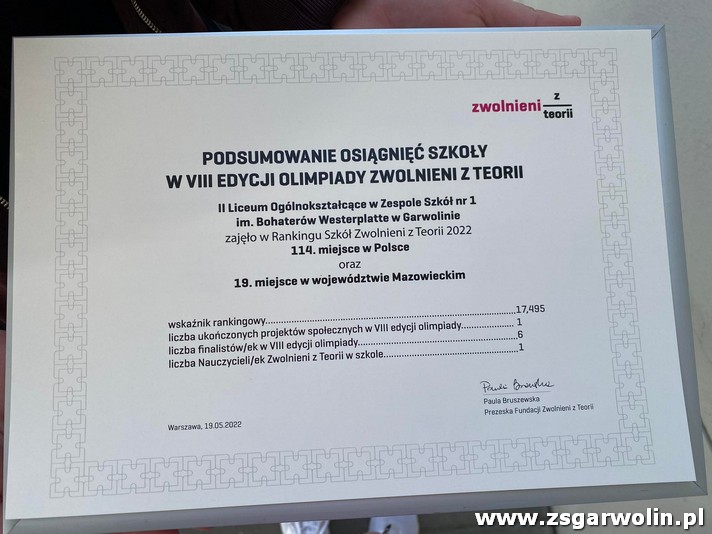 zwolnieni z teorii
PODSUMOWANIE OSIĄGNIĘĆ SZKOŁY
W VIII EDYCJI OLIMPIADY ZWOLNIENI Z TEORII
II Liceum Ogólnokształcące w Zespole Szkół nr 1
im. Bohaterów Westerplatte w Garwolinie
zajęło w Rankingu Szkół Zwolnieni z Teorii 2022
114. miejsce w Polsce
oraz
19. miejsce w województwie Mazowieckim
wskaźnik rankingowy...17,495
liczba ukończonych projektów społecznych w VIII edycji olimpiady...1
liczba finalistów/ek w VIII edycji olimpiady...6
liczba Nauczycieli/ek Zwolnieni z Teorii w szkole...1
Paula Bruszewska
Prezeska Fundacji Zwolnieni z Teorii
Warszawa, 19.05.2022
www.zsgarwolin.pl